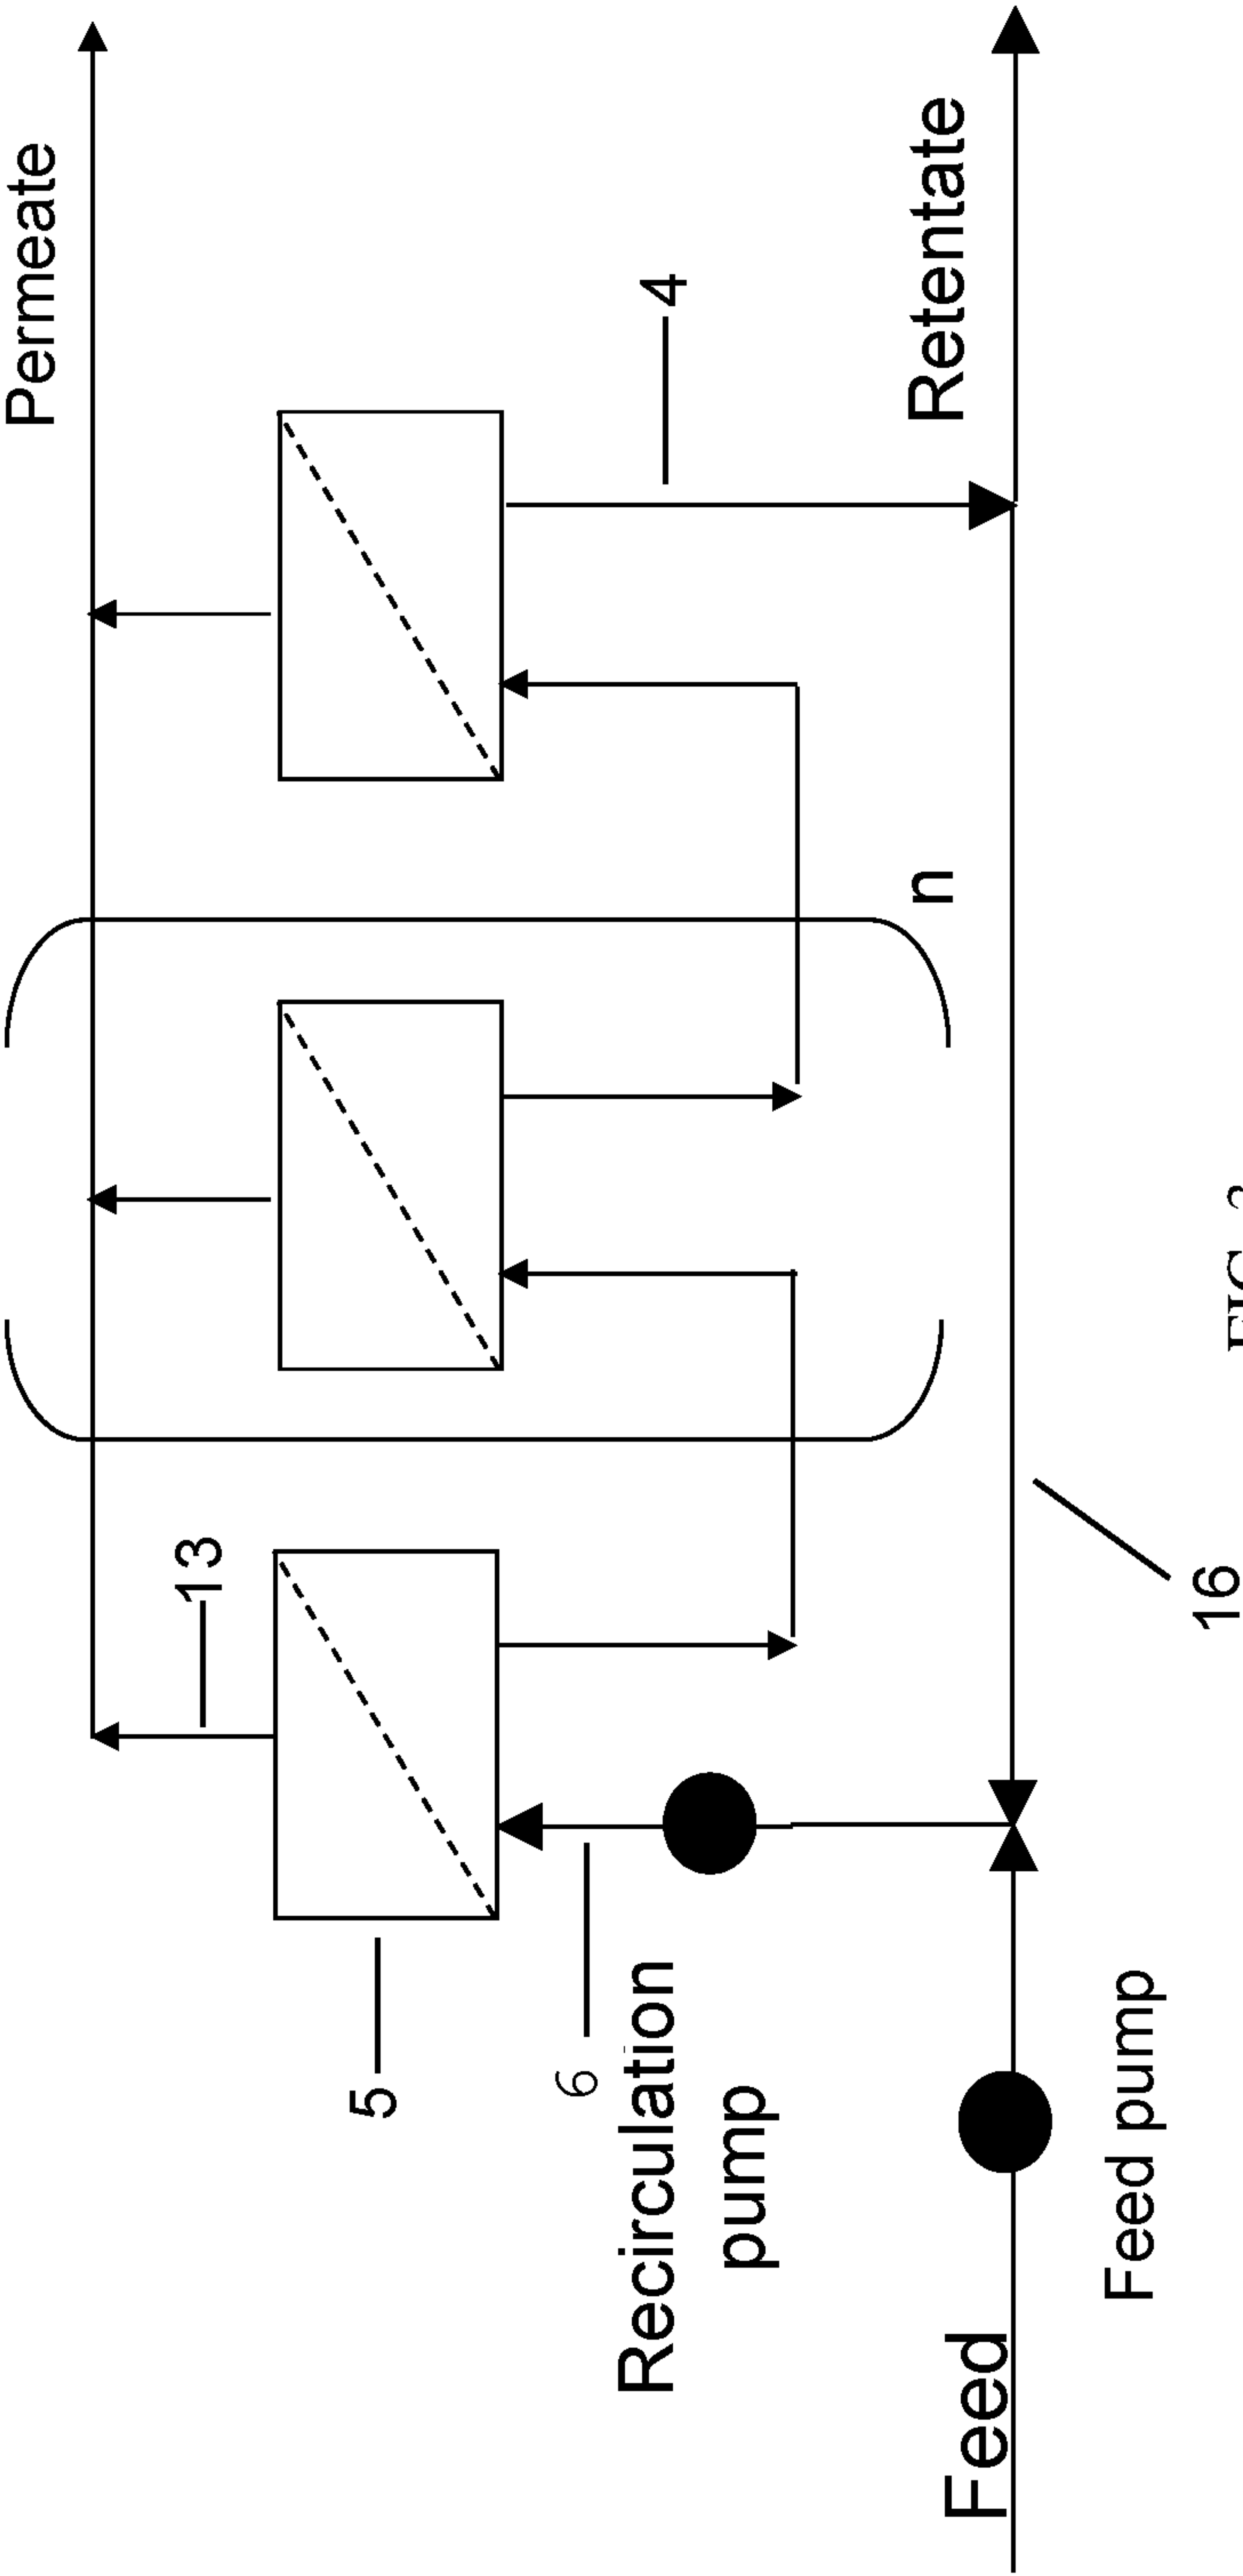 Permeate
13
5
4
6
Recirculation
pump
n
Retentate
Feed
Feed pump
16